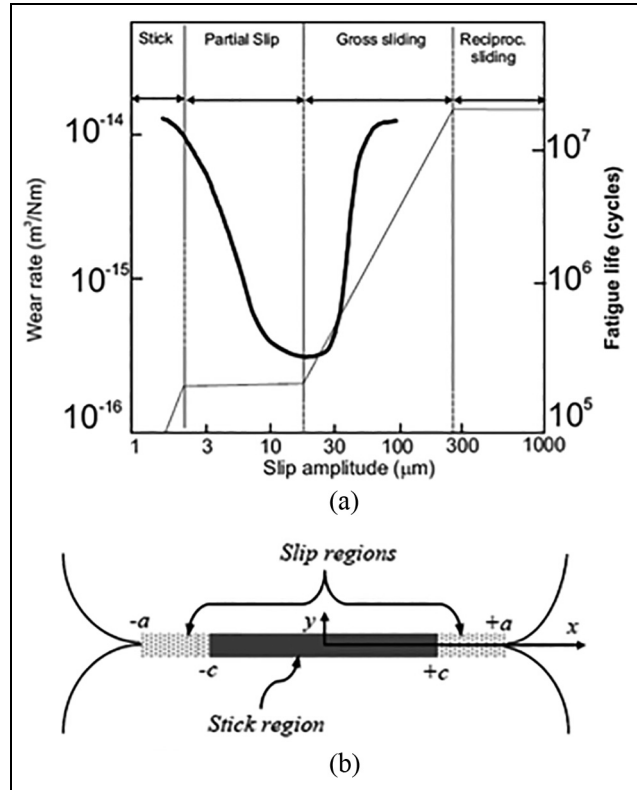 Stick Partial Slip Gross sliding Reciproc.
sliding
10-14
10-15
10-16
Wear rate (m³/Nm)
10⁷
10⁶
10⁵
Fatigue life (cycles)
1 3 10 30 100 300 1000
Slip amplitude (μm)
(a)
Slip regions
-a y +a x
-c +c
Stick region
(b)